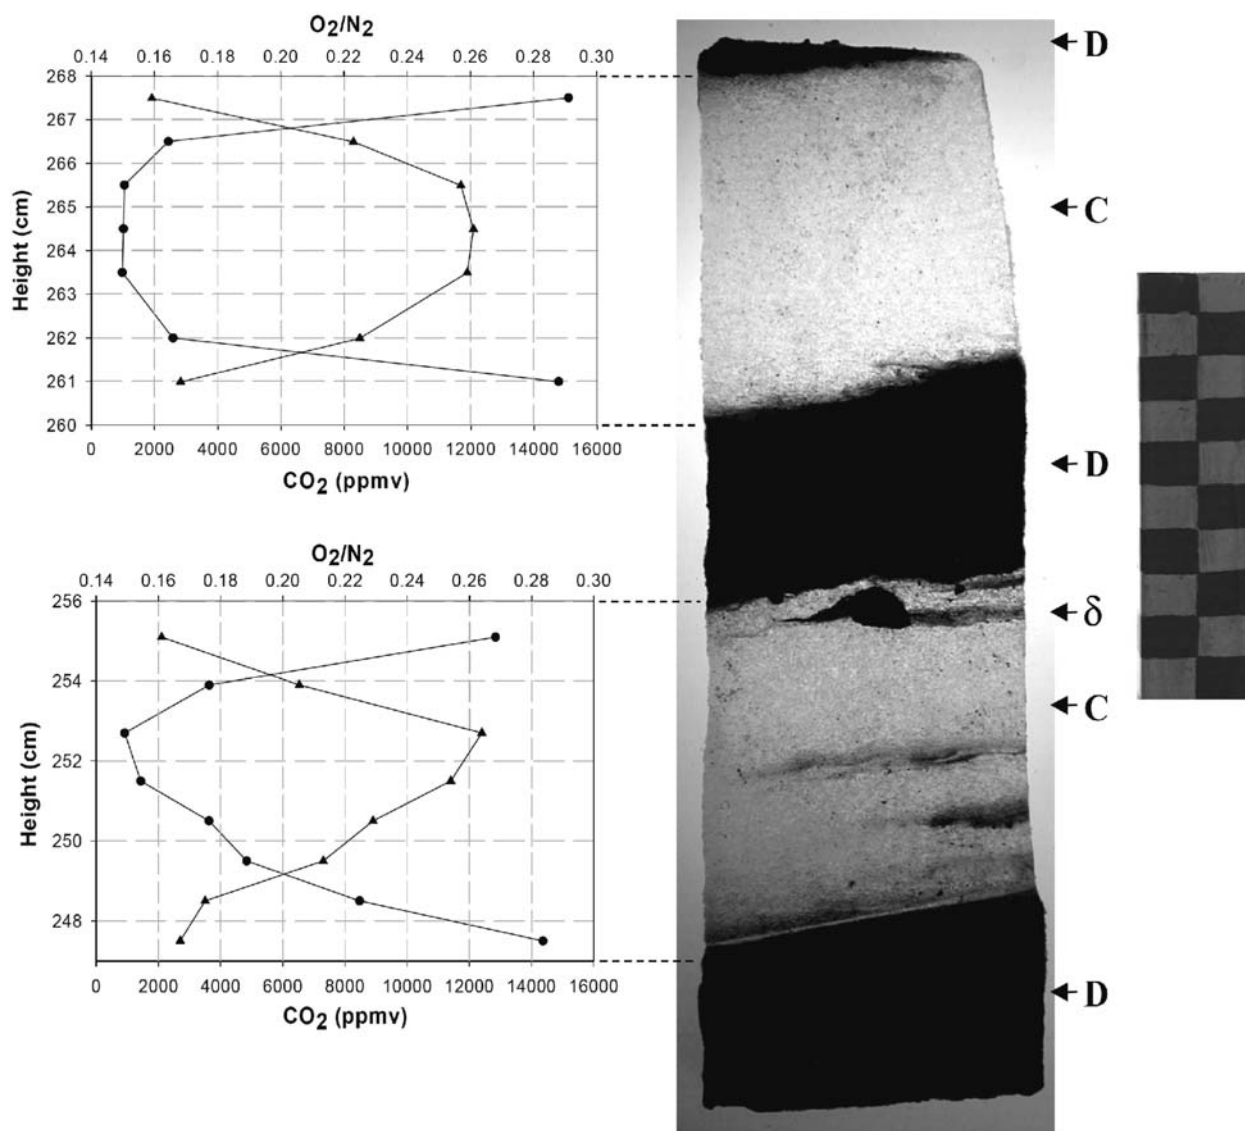 O2/N2
0.14 0.16 0.18 0.20 0.22 0.24 0.26 0.28 0.30
268
267
266
265
264
263
262
261
260
Height (cm)
0 2000 4000 6000 8000 10000 12000 14000 16000
CO2 (ppmv)
O2/N2
0.14 0.16 0.18 0.20 0.22 0.24 0.26 0.28 0.30
256
254
252
250
248
Height (cm)
0 2000 4000 6000 8000 10000 12000 14000 16000
CO2 (ppmv)
D
C
D
δ
C
D